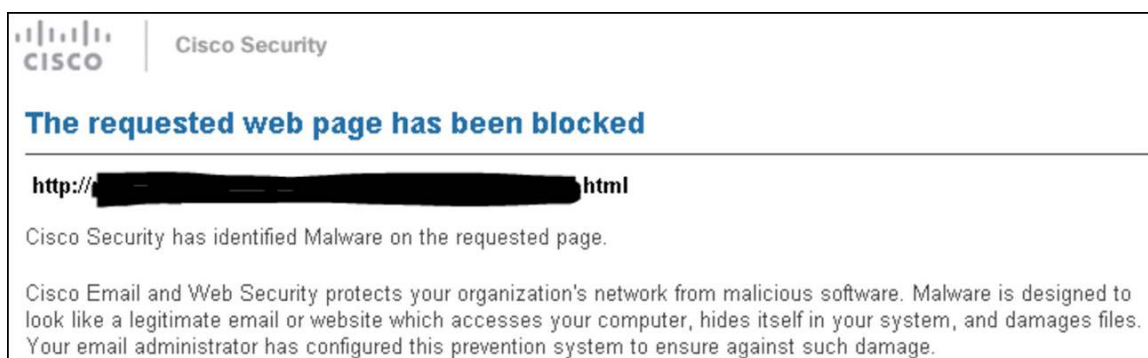 CISCO
Cisco Security
The requested web page has been blocked
http:// html
Cisco Security has identified Malware on the requested page.
Cisco Email and Web Security protects your organization's network from malicious software. Malware is designed to
look like a legitimate email or website which accesses your computer, hides itself in your system, and damages files.
Your email administrator has configured this prevention system to ensure against such damage.